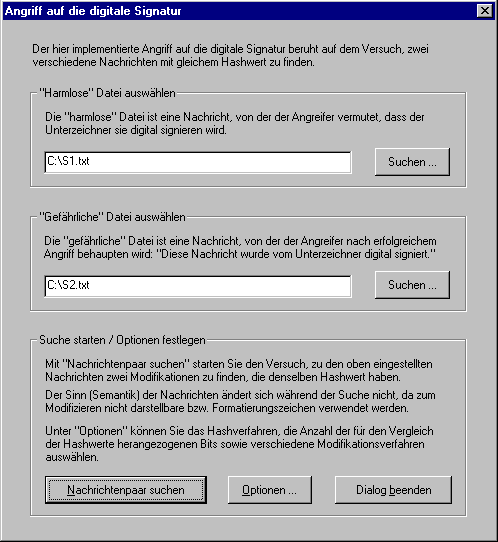 Angriff auf die digitale Signatur
Der hier implementierte Angriff auf die digitale Signatur beruht auf dem Versuch, zwei
verschiedene Nachrichten mit gleichem Hashwert zu finden.
"Harmlose" Datei auswählen
Die "harmlose" Datei ist eine Nachricht, von der der Angreifer vermutet, dass der
Unterzeichner sie digital signieren wird.
C:\S1.txt
Suchen ...
"Gefährliche" Datei auswählen
Die "gefährliche" Datei ist eine Nachricht, von der der Angreifer nach erfolgreichem
Angriff behaupten wird: "Diese Nachricht wurde vom Unterzeichner digital signiert."
C:\S2.txt
Suchen ...
Suche starten / Optionen festlegen
Mit "Nachrichtenpaar suchen" starten Sie den Versuch, zu den oben eingestellten
Nachrichten zwei Modifikationen zu finden, die denselben Hashwert haben.
Der Sinn (Semantik) der Nachrichten ändert sich während der Suche nicht, da zum
Modifizieren nicht darstellbare bzw. Formatierungszeichen verwendet werden.
Unter "Optionen" können Sie das Hashverfahren, die Anzahl der für den Vergleich
der Hashwerte herangezogenen Bits sowie verschiedene Modifikationsverfahren
auswählen.
Nachrichtenpaar suchen
Optionen ...
Dialog beenden